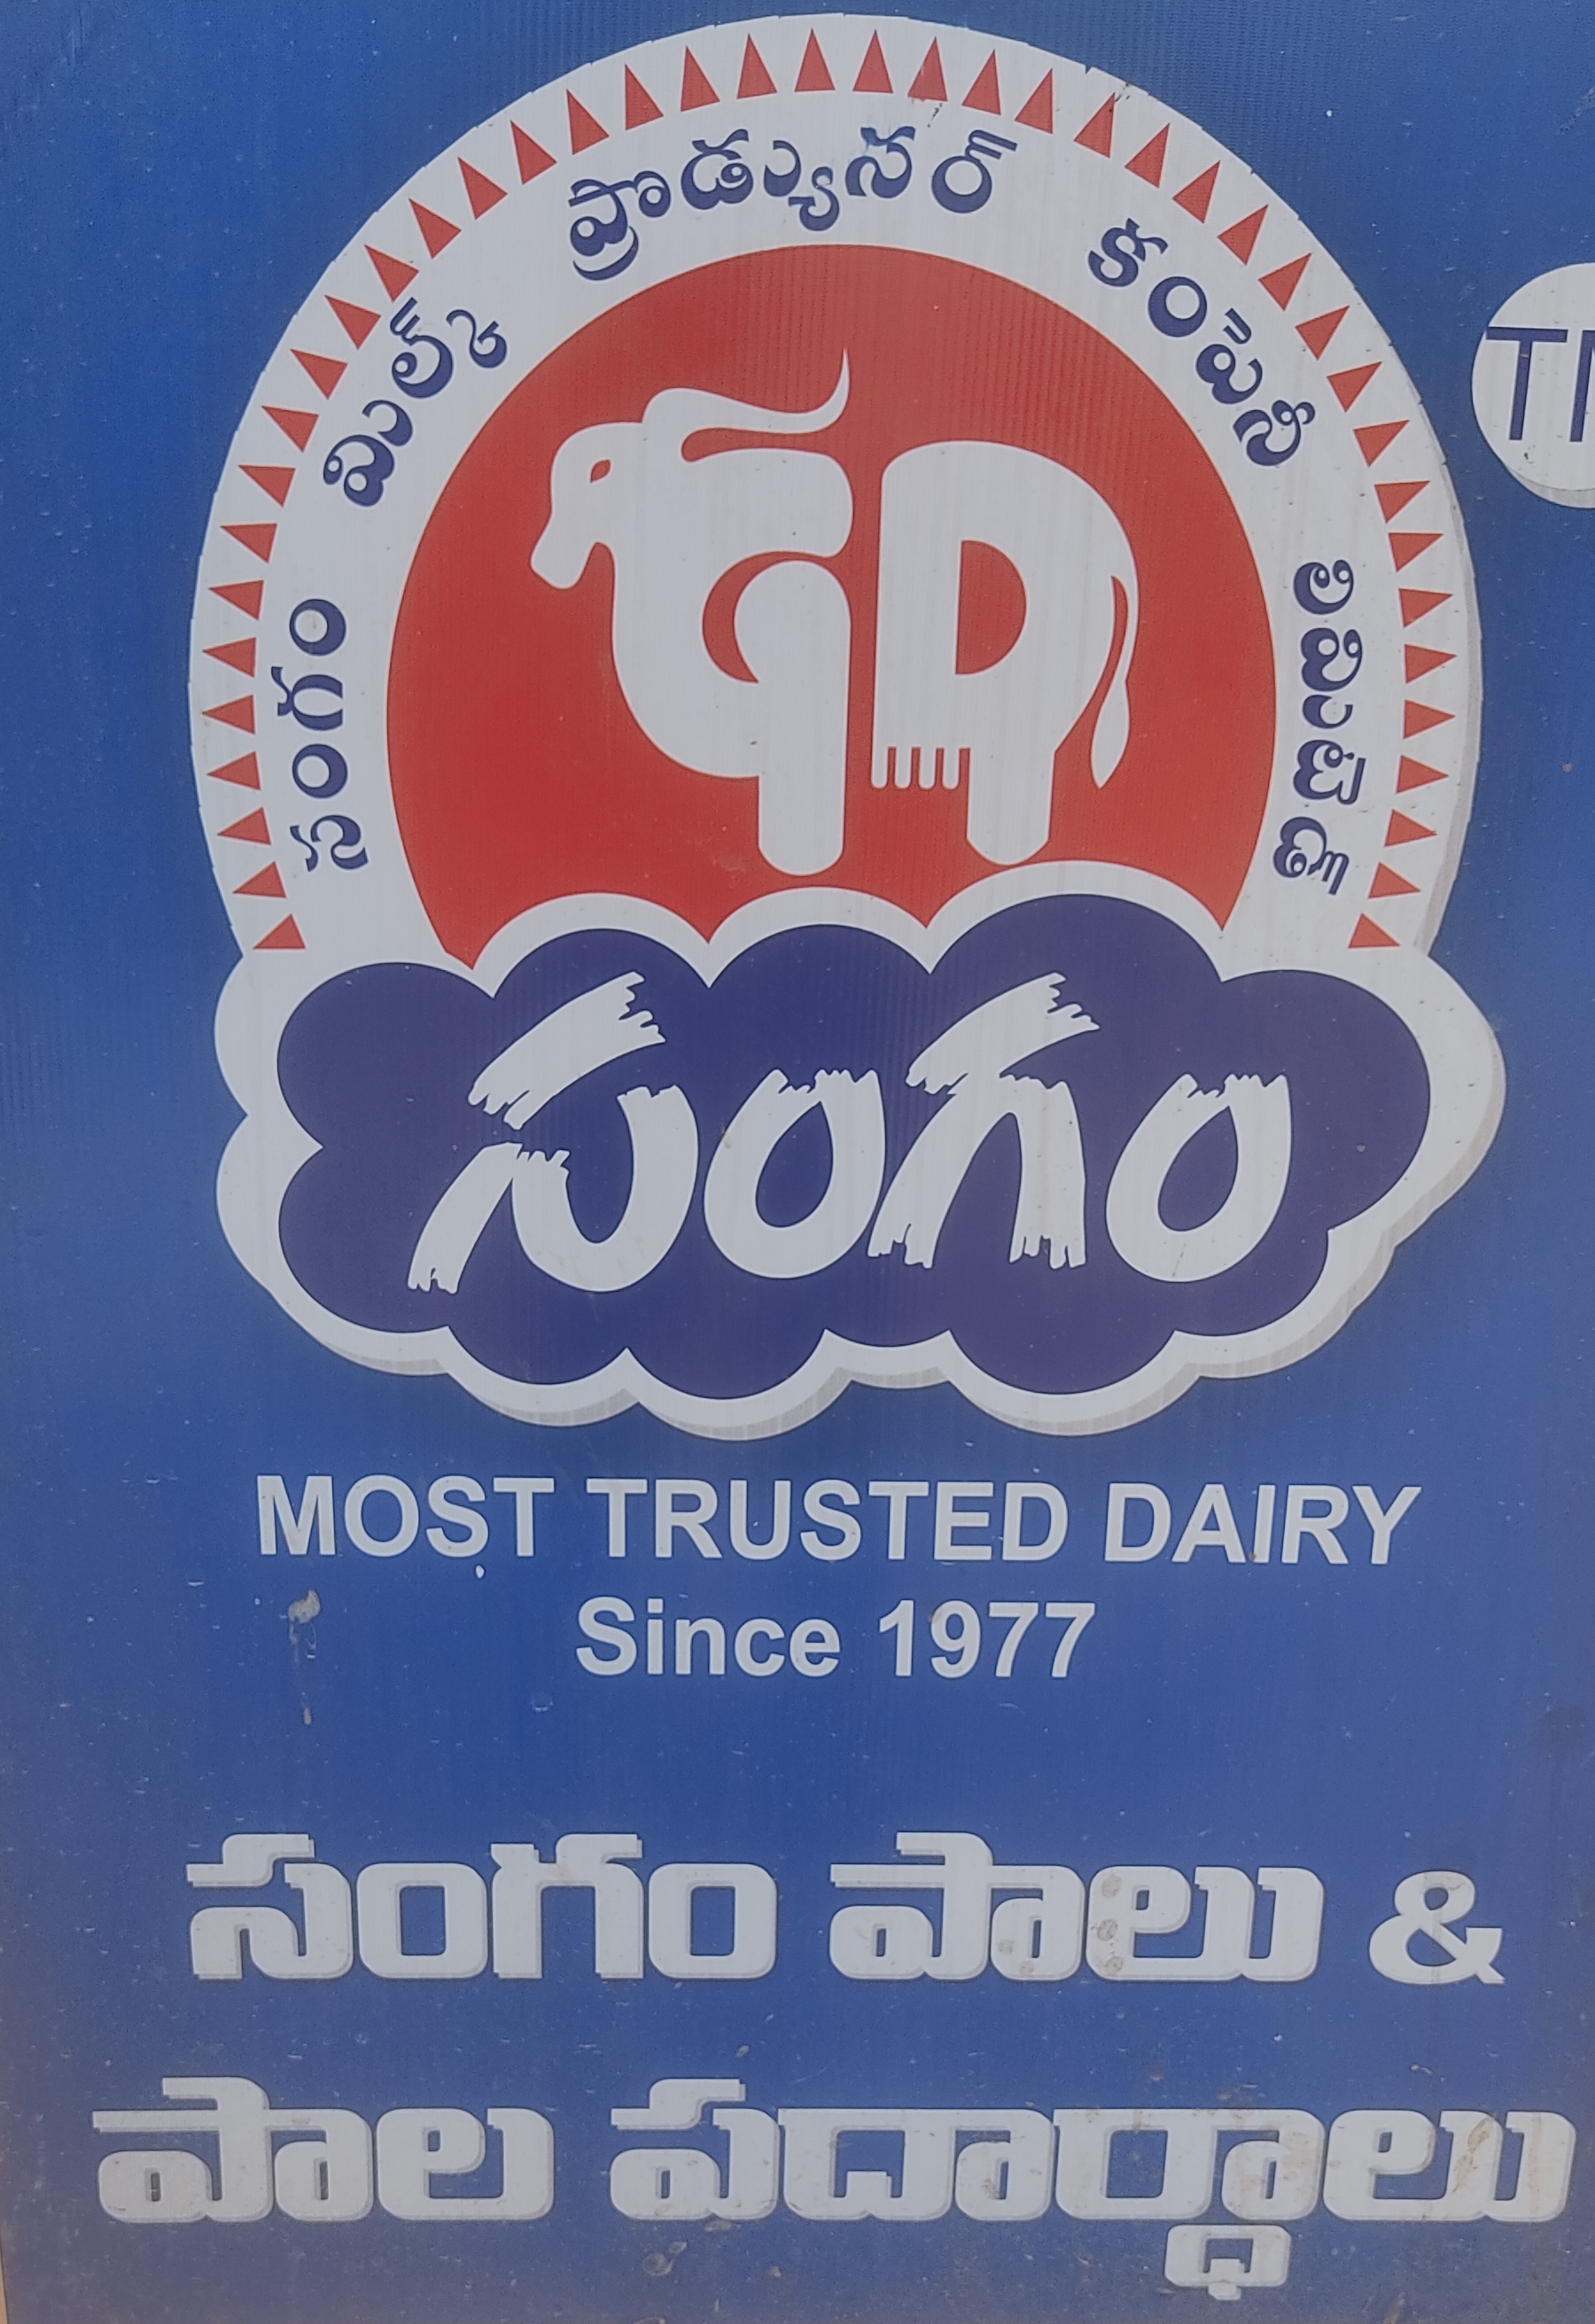 సంగం మిల్క్ ప్రొడ్యుసర్ కంపెనీ లిమిటెడ్
సంగం
MOST TRUSTED DAIRY
Since 1977
సంగం పాలు &
పాల పదార్ధాలు